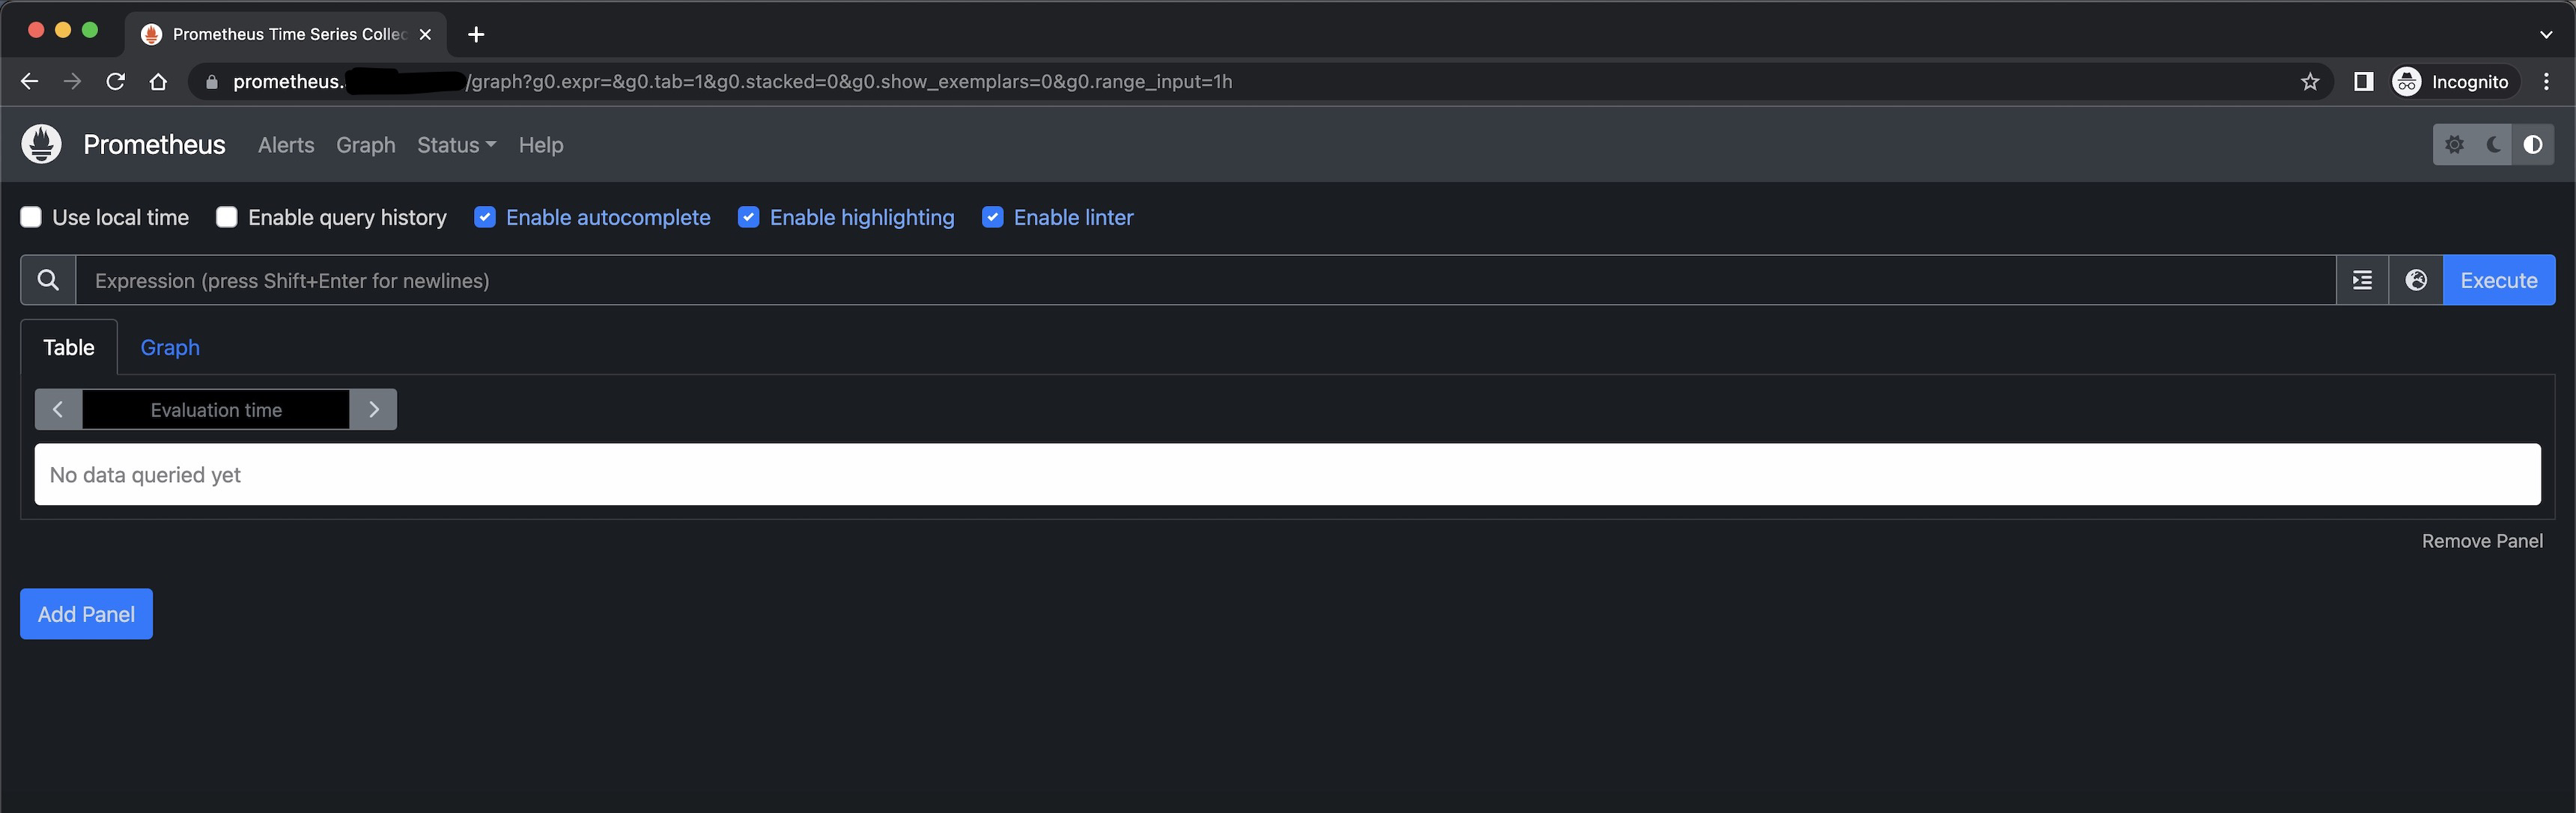 Prometheus Time Series Collec
prometheus. /graph?g0.expr=&g0.tab=1&g0.stacked=0&g0.show_exemplars=0&g0.range_input=1h
Incognito
Prometheus Alerts Graph Status Help
Use local time Enable query history Enable autocomplete Enable highlighting Enable linter
Expression (press Shift+Enter for newlines) Execute
Table Graph
Evaluation time
No data queried yet
Remove Panel
Add Panel